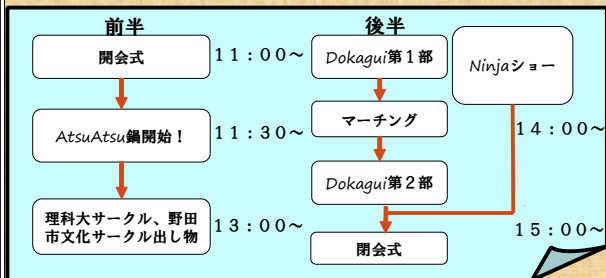 前半
開会式
11:00~
AtsuAtsu鍋開始！
11:30~
理科大サークル、野田
市文化サークル出し物
13:00~
後半
Dokagui第1部
マーチング
Dokagui第2部
閉会式
Ninjaショー
14:00~
15:00~